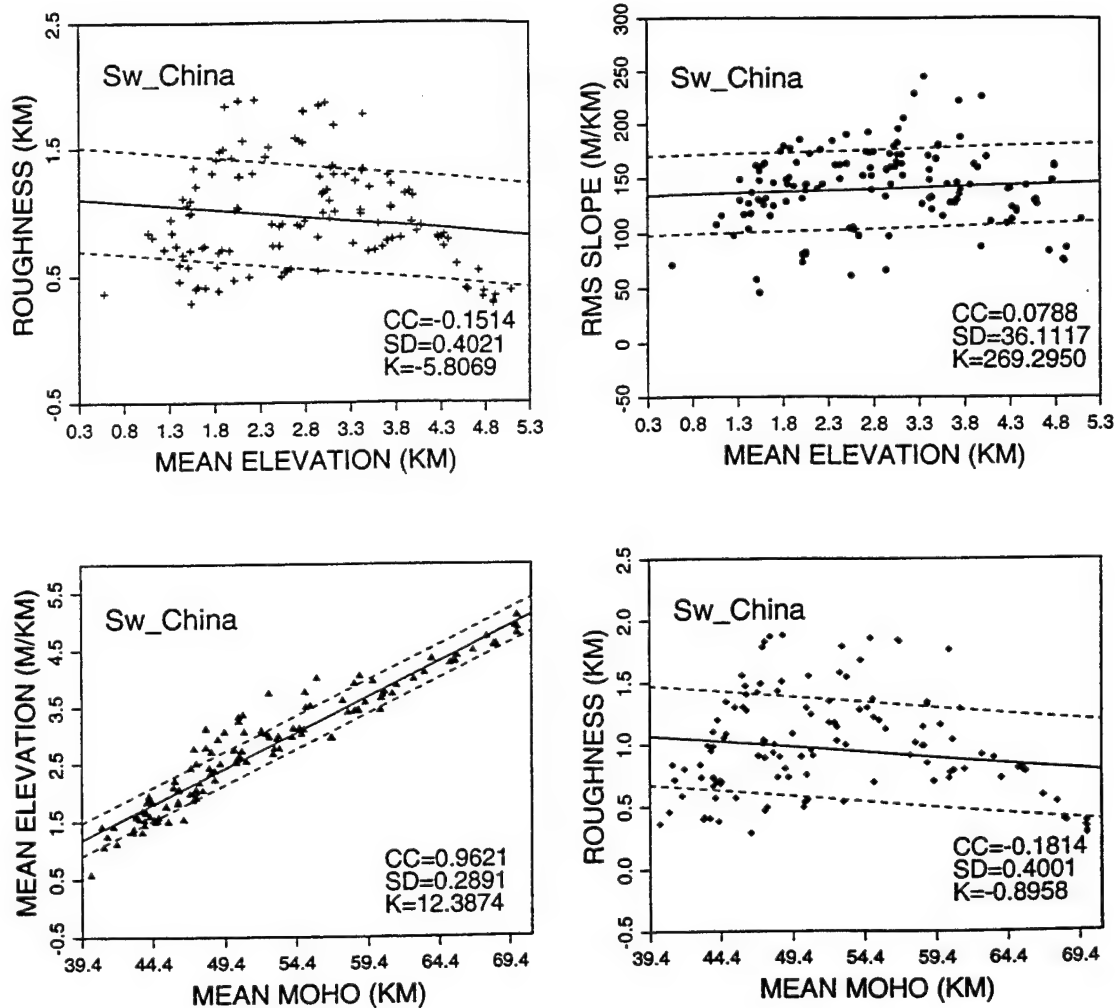 2.5
1.5
0.5
-0.5
ROUGHNESS (KM)
Sw_China
CC=-0.1514
SD=0.4021
K=-5.8069
0.3 0.8 1.3 1.8 2.3 2.8 3.3 3.8 4.3 4.8 5.3
MEAN ELEVATION (KM)
300
250
200
150
100
50
0
-50
RMS SLOPE (M/KM)
Sw_China
CC=0.0788
SD=36.1117
K=269.2950
0.3 0.8 1.3 1.8 2.3 2.8 3.3 3.8 4.3 4.8 5.3
MEAN ELEVATION (KM)
5.5
4.5
3.5
2.5
1.5
0.5
-0.5
MEAN ELEVATION (M/KM)
Sw_China
CC=0.9621
SD=0.2891
K=12.3874
39.4 44.4 49.4 54.4 59.4 64.4 69.4
MEAN MOHO (KM)
2.5
2.0
1.5
1.0
0.5
0.0
-0.5
ROUGHNESS (KM)
Sw_China
CC=-0.1814
SD=0.4001
K=-0.8958
39.4 44.4 49.4 54.4 59.4 64.4 69.4
MEAN MOHO (KM)